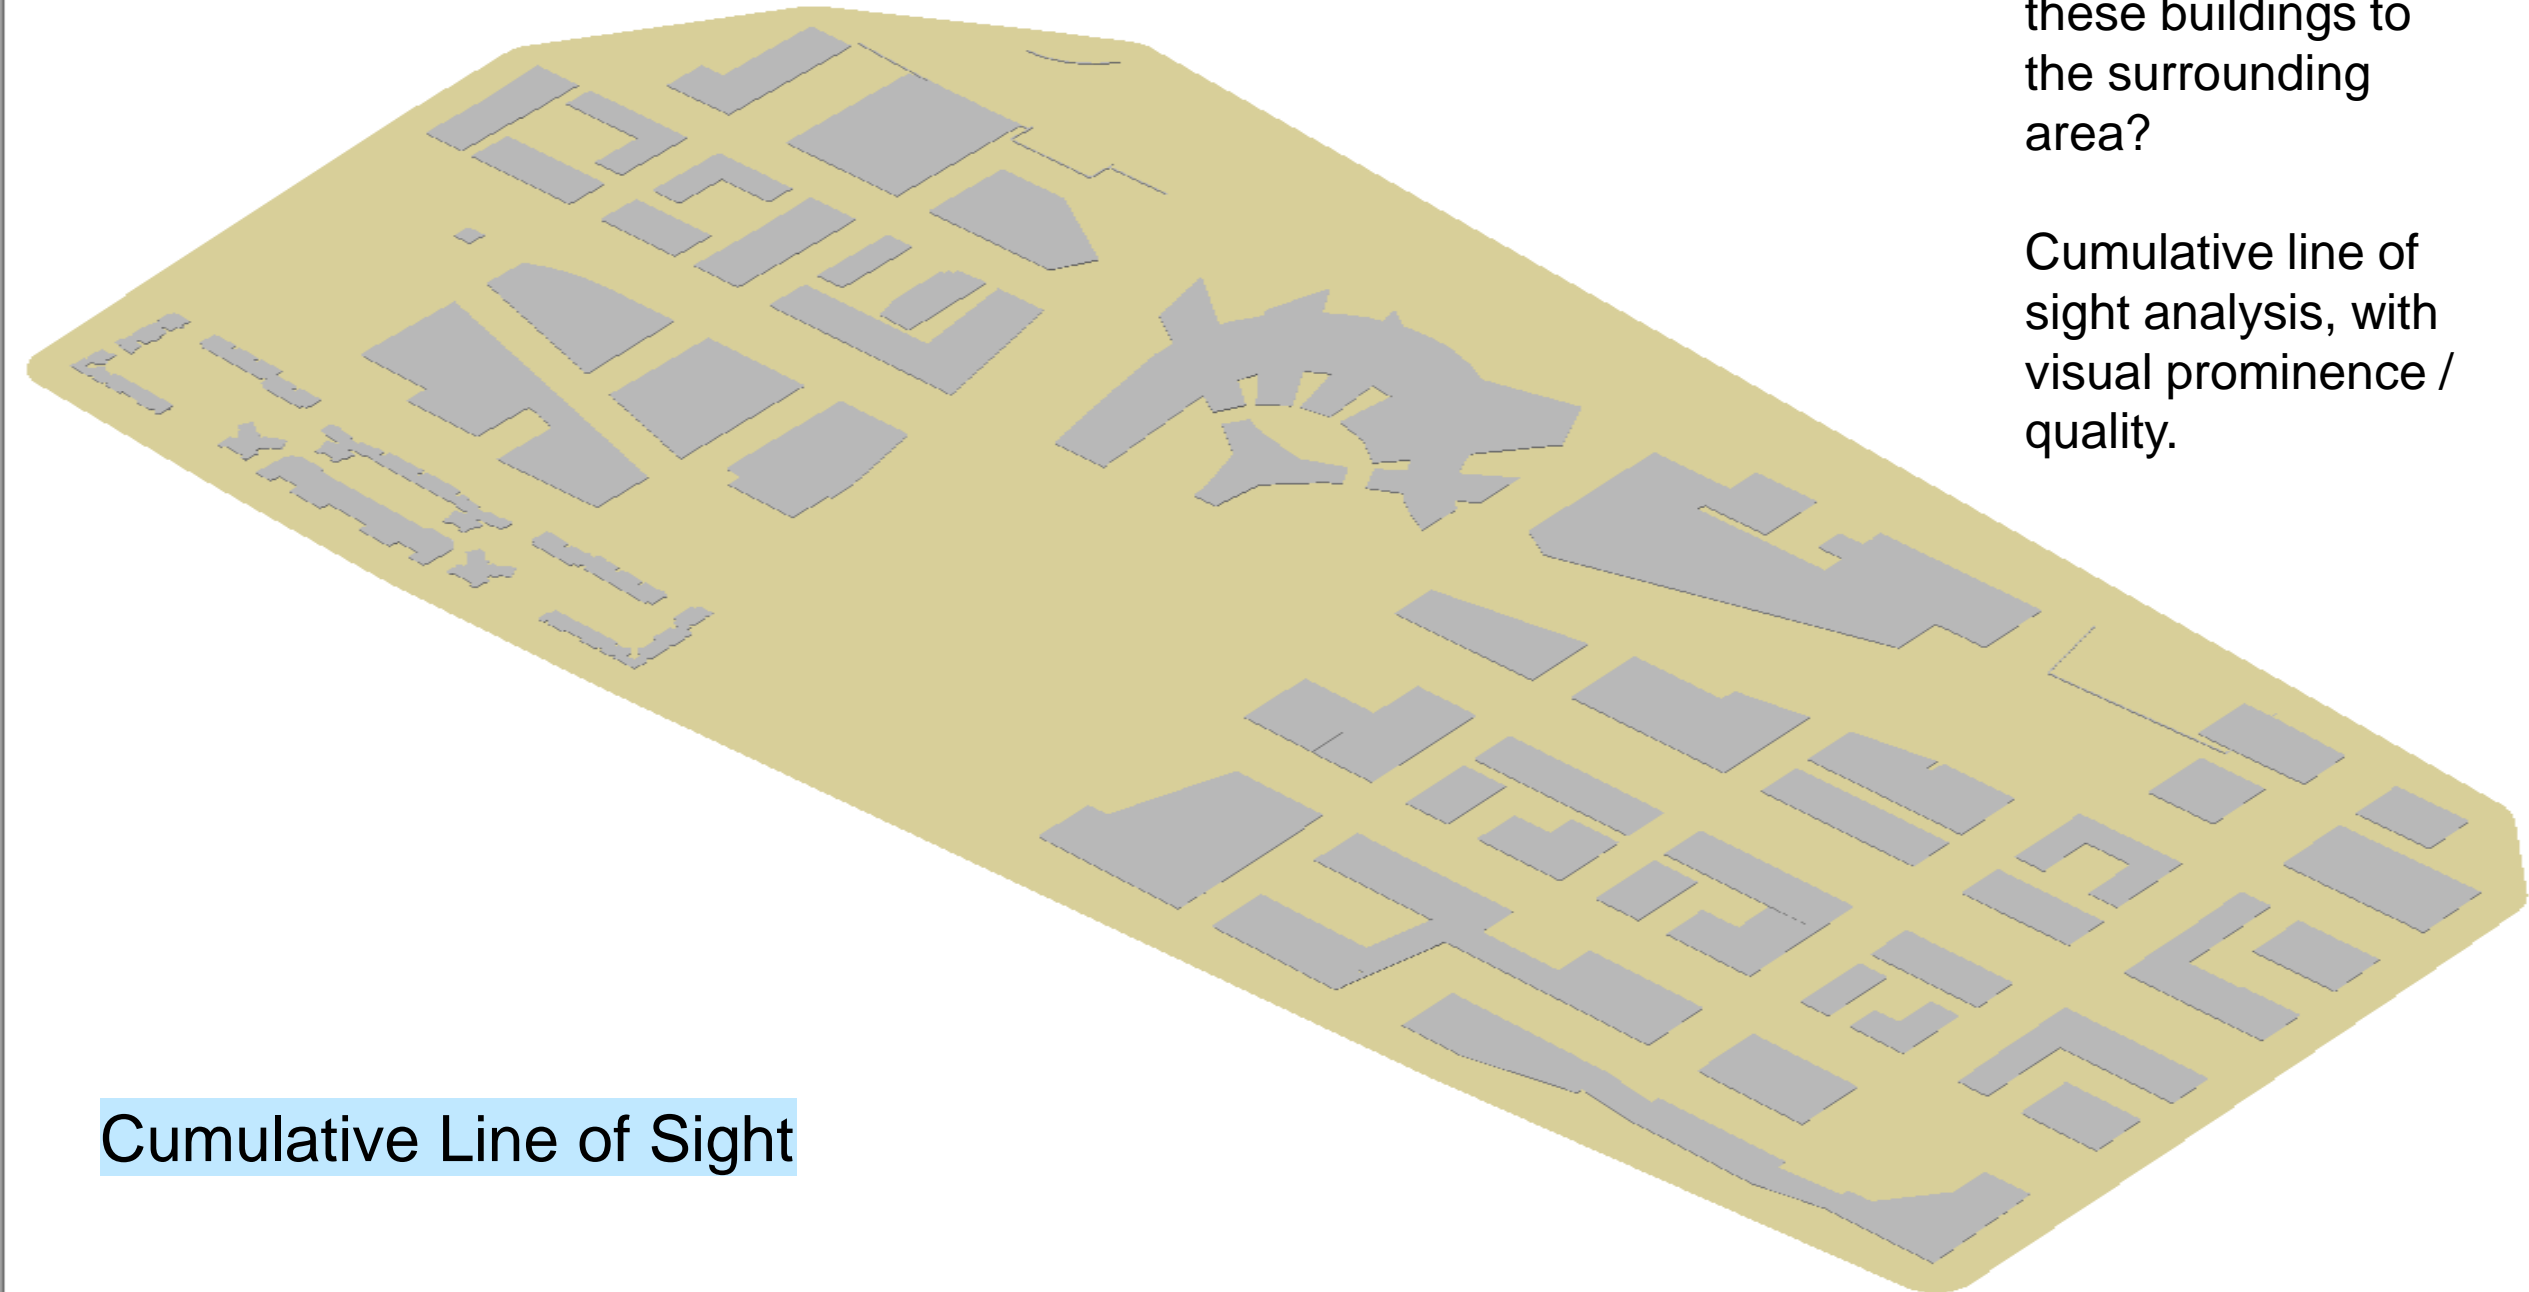 these buildings to
the surrounding
area?
Cumulative line of
sight analysis, with
visual prominence /
quality.
Cumulative Line of Sight